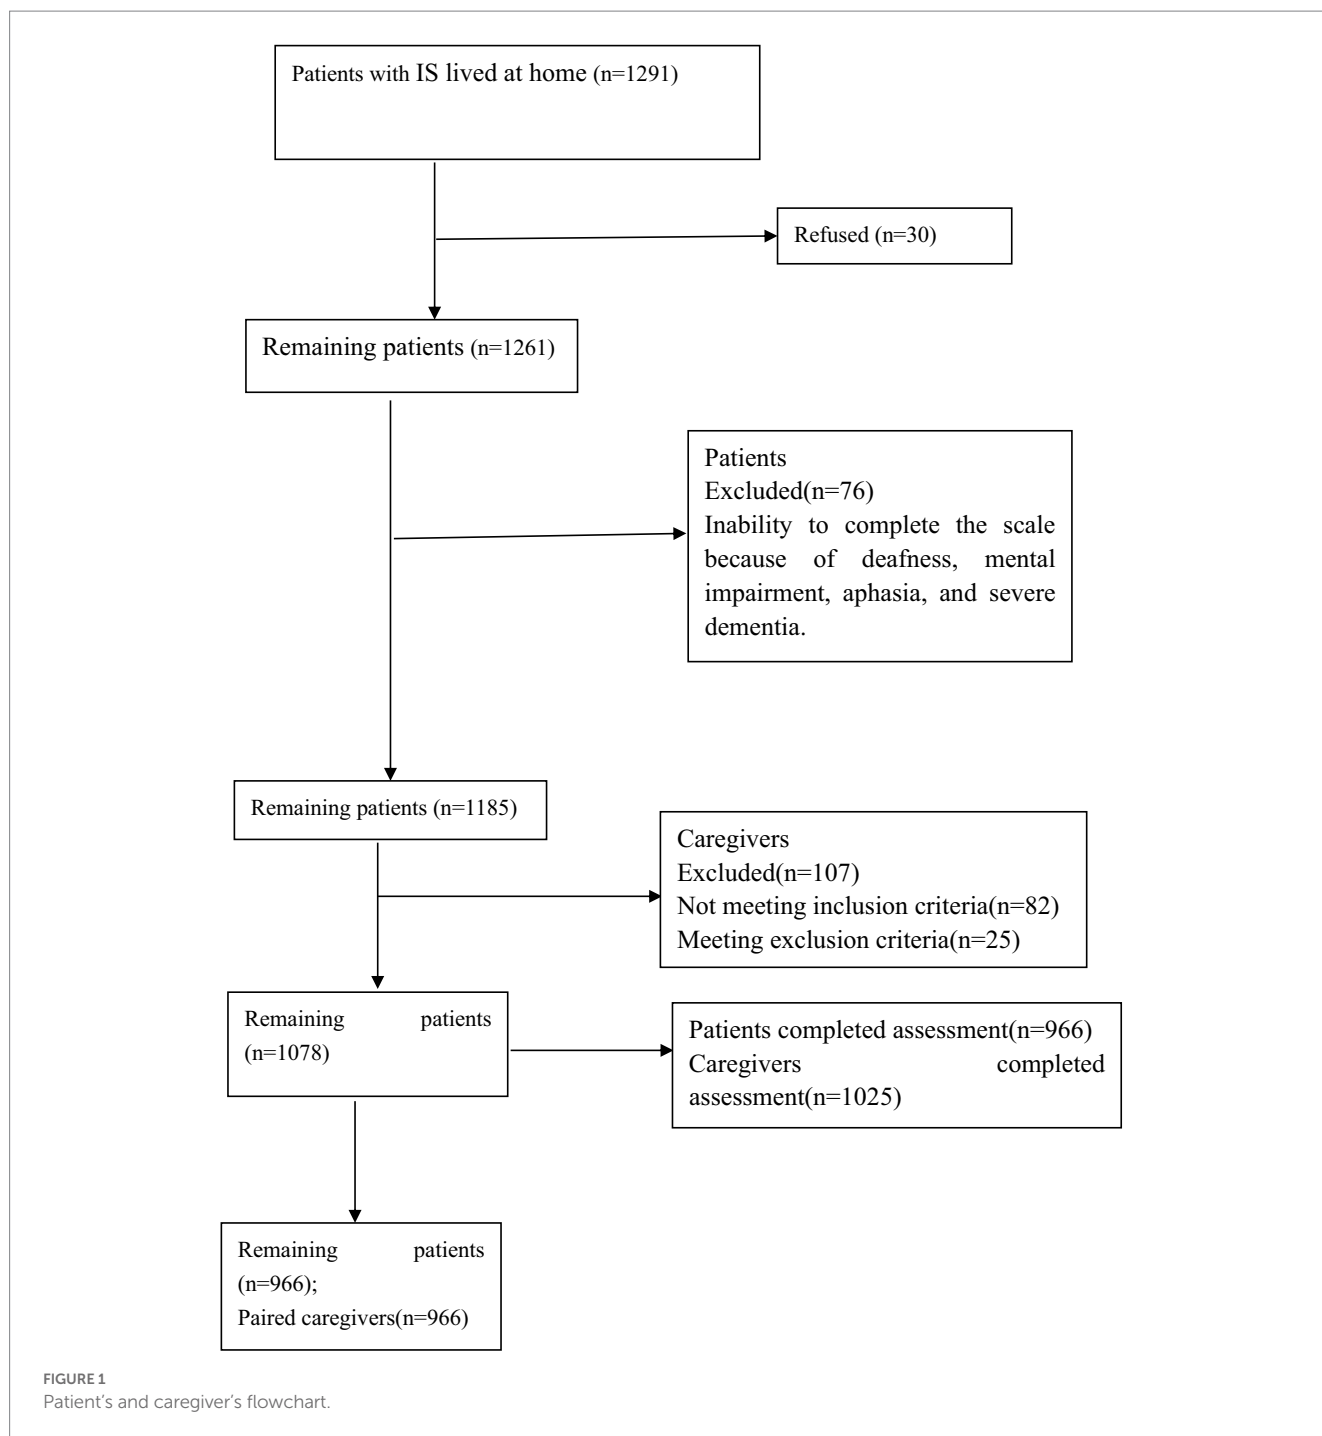 Patients with IS lived at home (n=1291)
Refused (n=30)
Remaining patients (n=1261)
Patients
Excluded(n=76)
Inability to complete the scale
because of deafness, mental
impairment, aphasia, and severe
dementia.
Remaining patients (n=1185)
Caregivers
Excluded(n=107)
Not meeting inclusion criteria(n=82)
Meeting exclusion criteria(n=25)
Remaining patients
(n=1078)
Patients completed assessment(n=966)
Caregivers completed
assessment(n=1025)
Remaining patients
(n=966);
Paired caregivers(n=966)
FIGURE 1
Patient’s and caregiver’s flowchart.